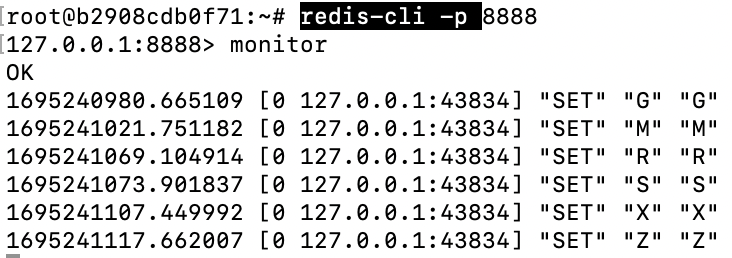 [root@b2908cdb0f71:~# redis-cli -p 8888
[127.0.0.1:8888> monitor
OK
1695240980.665109 [0 127.0.0.1:43834] "SET" "G" "G"
1695241021.751182 [0 127.0.0.1:43834] "SET" "M" "M"
1695241069.104914 [0 127.0.0.1:43834] "SET" "R" "R"
1695241073.901837 [0 127.0.0.1:43834] "SET" "S" "S"
1695241107.449992 [0 127.0.0.1:43834] "SET" "X" "X"
1695241117.662007 [0 127.0.0.1:43834] "SET" "Z" "Z"